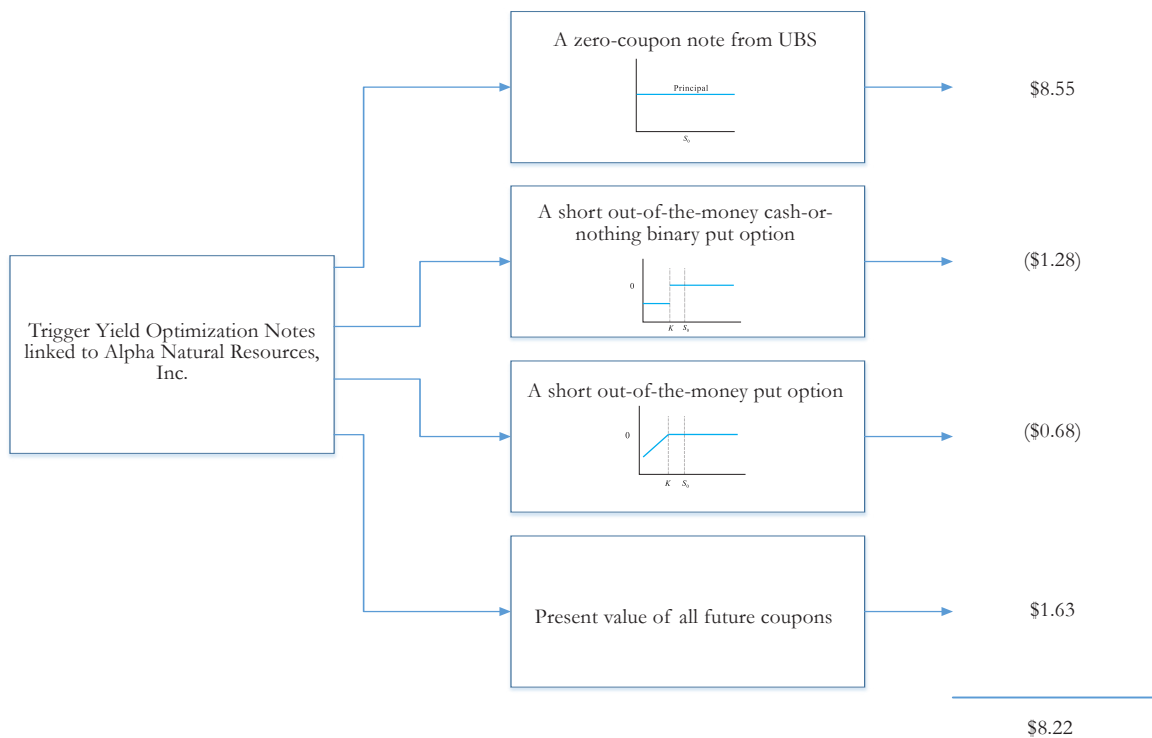 A zero-coupon note from UBS
Principal
S₀
$8.55
A short out-of-the-money cash-or-
nothing binary put option
0
K S₀
($1.28)
Trigger Yield Optimization Notes
linked to Alpha Natural Resources,
Inc.
A short out-of-the-money put option
0
K S₀
($0.68)
Present value of all future coupons
$1.63
$8.22